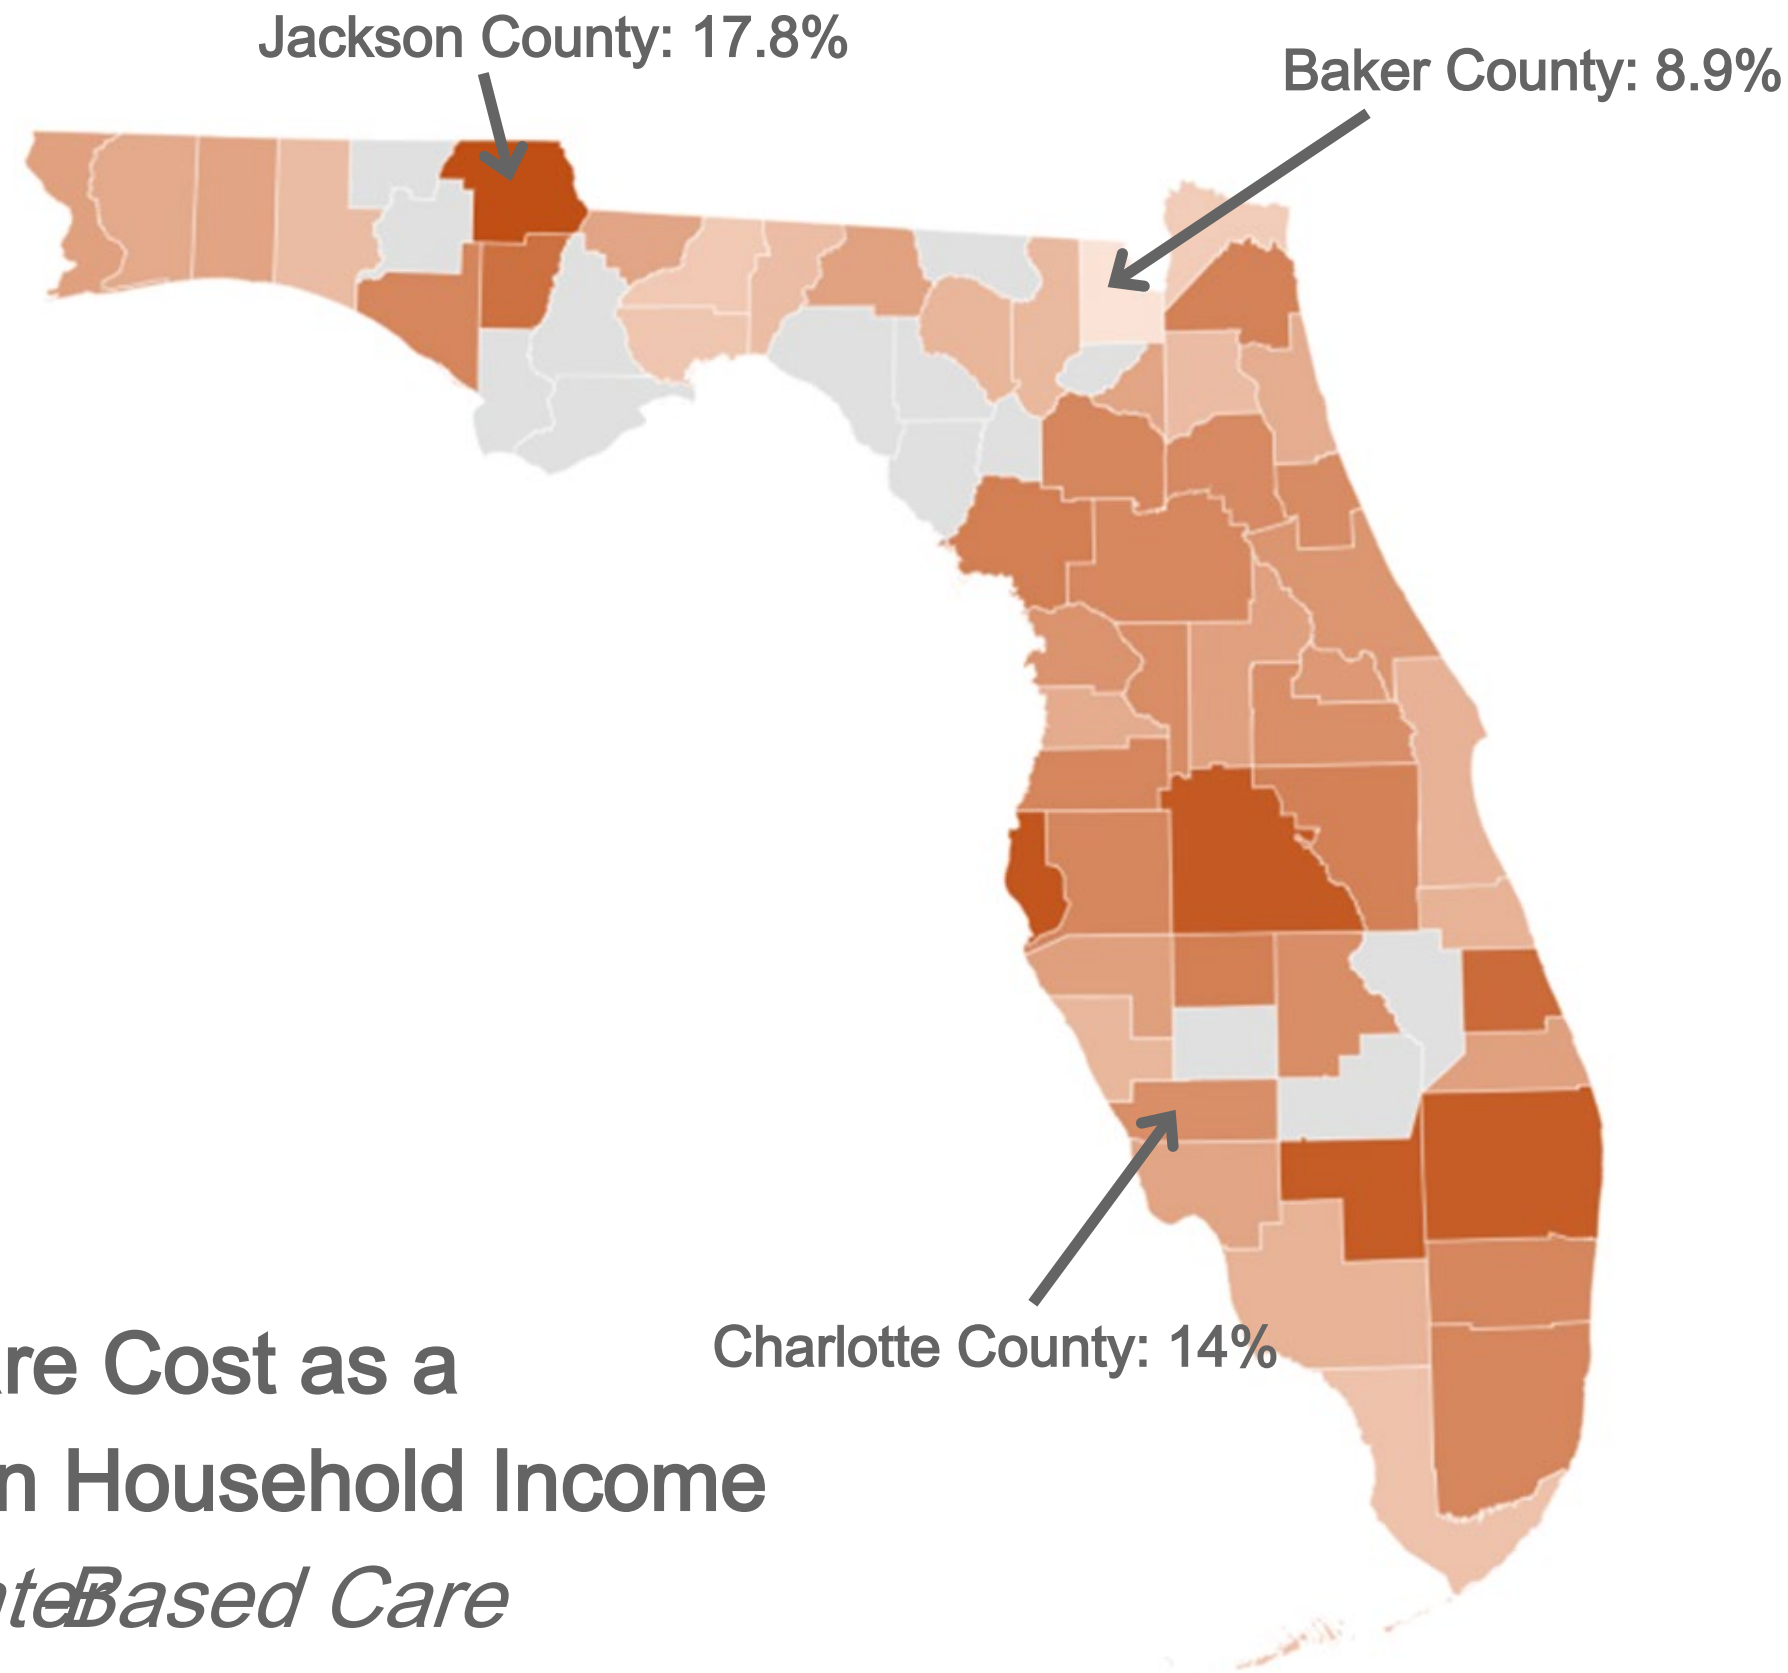 Jackson County: 17.8%
Baker County: 8.9%
Charlotte County: 14%
re Cost as a
n Household Income
Based Care